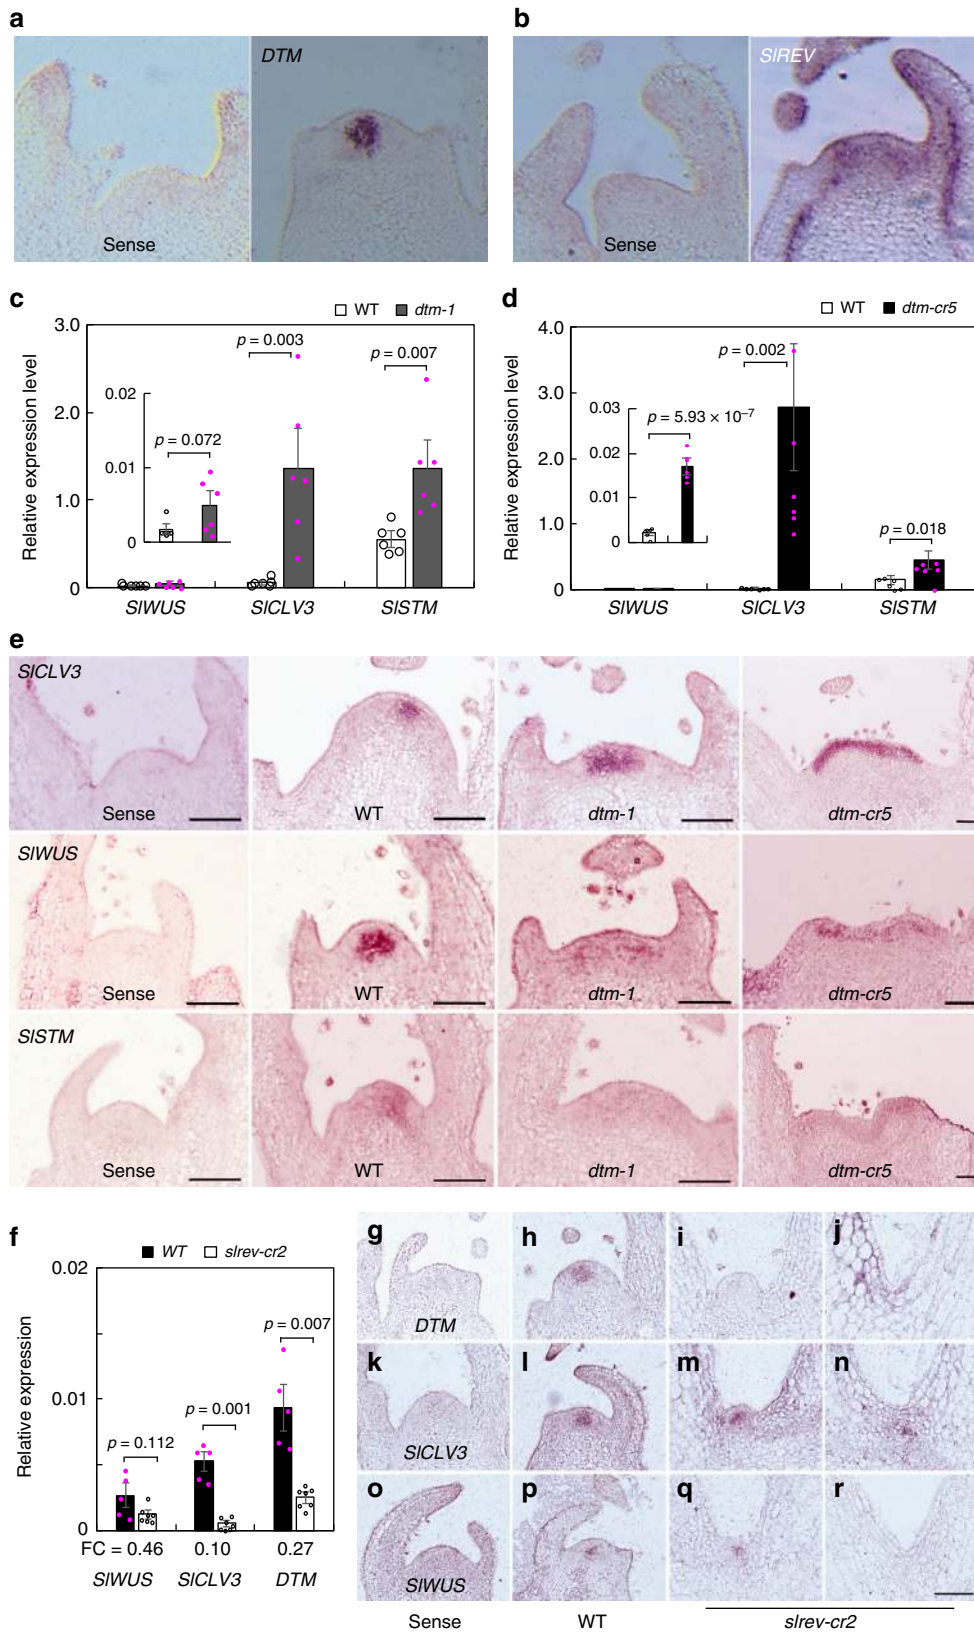 a
b
DTM
SlREV
Sense
Sense
c
WT dtm-1
3.0
2.0
1.0
0
Relative expression level
0.02
0.01
0
p = 0.072
p = 0.003
p = 0.007
SlWUS SlCLV3 SlSTM
d
WT dtm-cr5
4.0
3.0
2.0
1.0
0
Relative expression level
0.03
0.02
0.01
0
p = 5.93 × 10⁻⁷
p = 0.002
p = 0.018
SlWUS SlCLV3 SlSTM
e
SlCLV3
Sense WT dtm-1 dtm-cr5
SlWUS
Sense WT dtm-1 dtm-cr5
SlSTM
Sense WT dtm-1 dtm-cr5
f
WT slrev-cr2
0.02
0.01
0
Relative expression
p = 0.112
p = 0.001
p = 0.007
FC = 0.46 0.10 0.27
SlWUS SlCLV3 DTM
g h i j
DTM
k l m n
SlCLV3
o p q r
SlWUS
Sense WT slrev-cr2